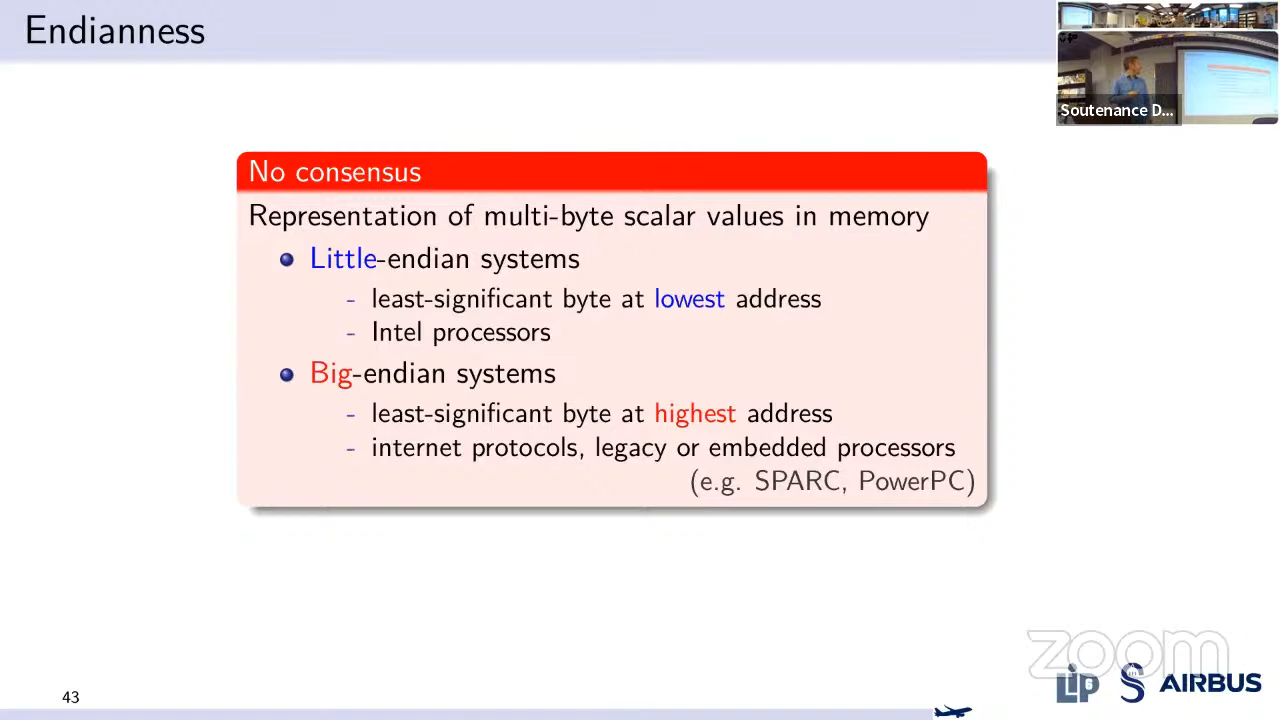 Endianness
Soutenance D...
No consensus
Representation of multi-byte scalar values in memory
Little-endian systems
- least-significant byte at lowest address
- Intel processors
Big-endian systems
- least-significant byte at highest address
- internet protocols, legacy or embedded processors
(e.g. SPARC, PowerPC)
zoom
43
LIP6
S
AIRBUS